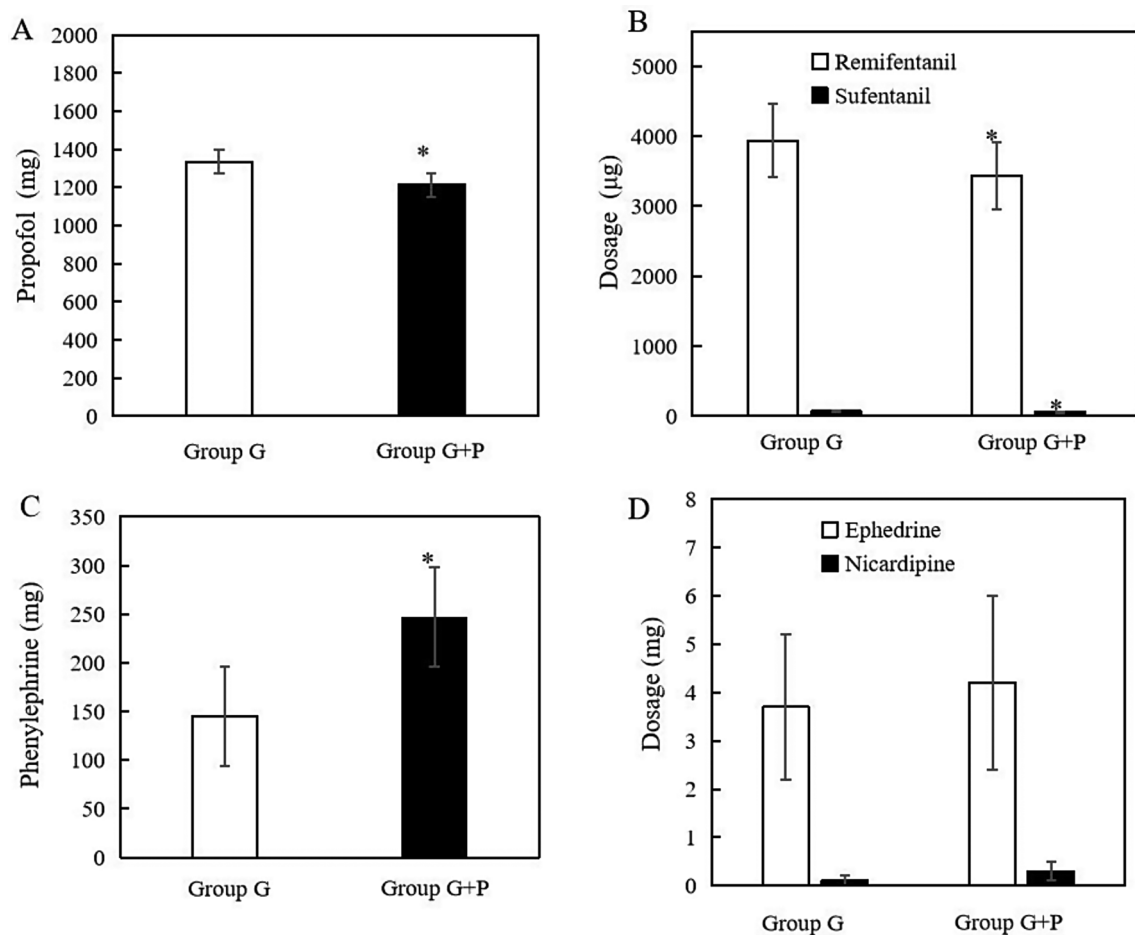 A
2000
1800
1600
1400
1200
1000
800
600
400
200
0
Propofol (mg)
*
Group G
Group G+P
B
5000
4000
3000
2000
1000
0
Dosage (μg)
Remifentanil
Sufentanil
*
*
Group G
Group G+P
C
350
300
250
200
150
100
50
0
Phenylephrine (mg)
*
Group G
Group G+P
D
8
7
6
5
4
3
2
1
0
Dosage (mg)
Ephedrine
Nicardipine
Group G
Group G+P